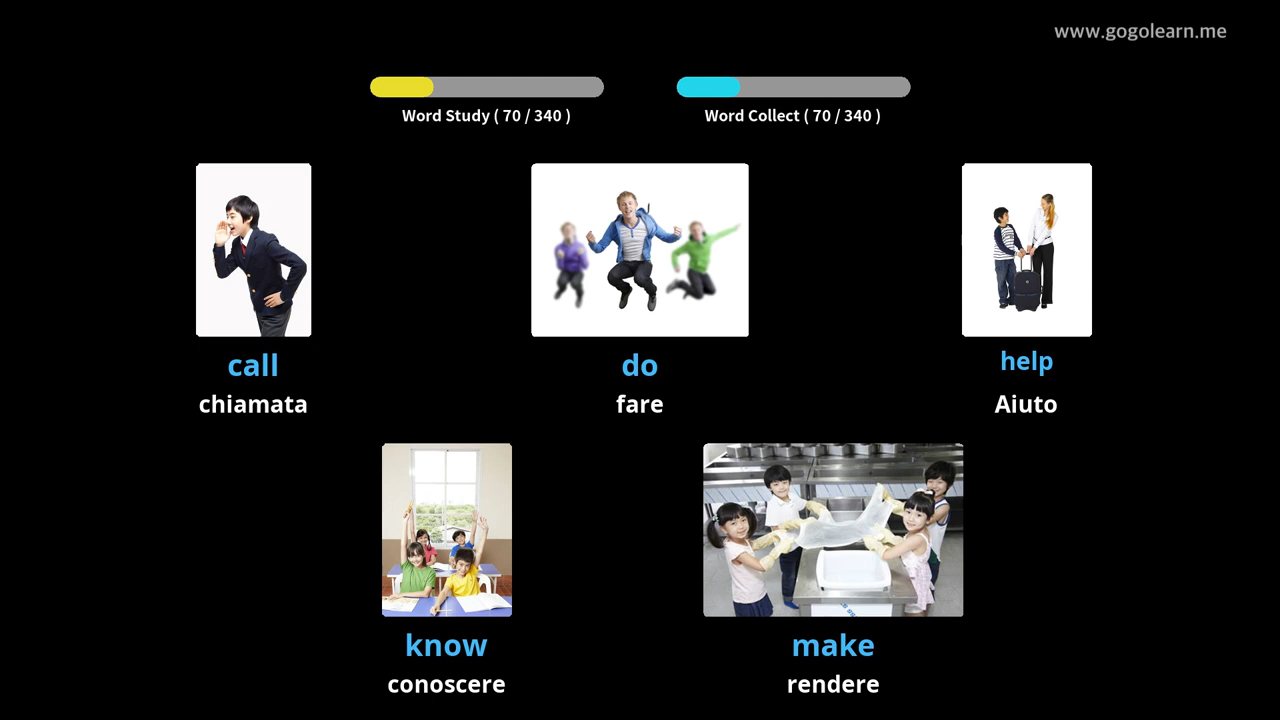 www.gogolearn.me
Word Study ( 70 / 340 )
Word Collect ( 70 / 340 )
call
chiamata
do
fare
help
Aiuto
know
conoscere
make
rendere